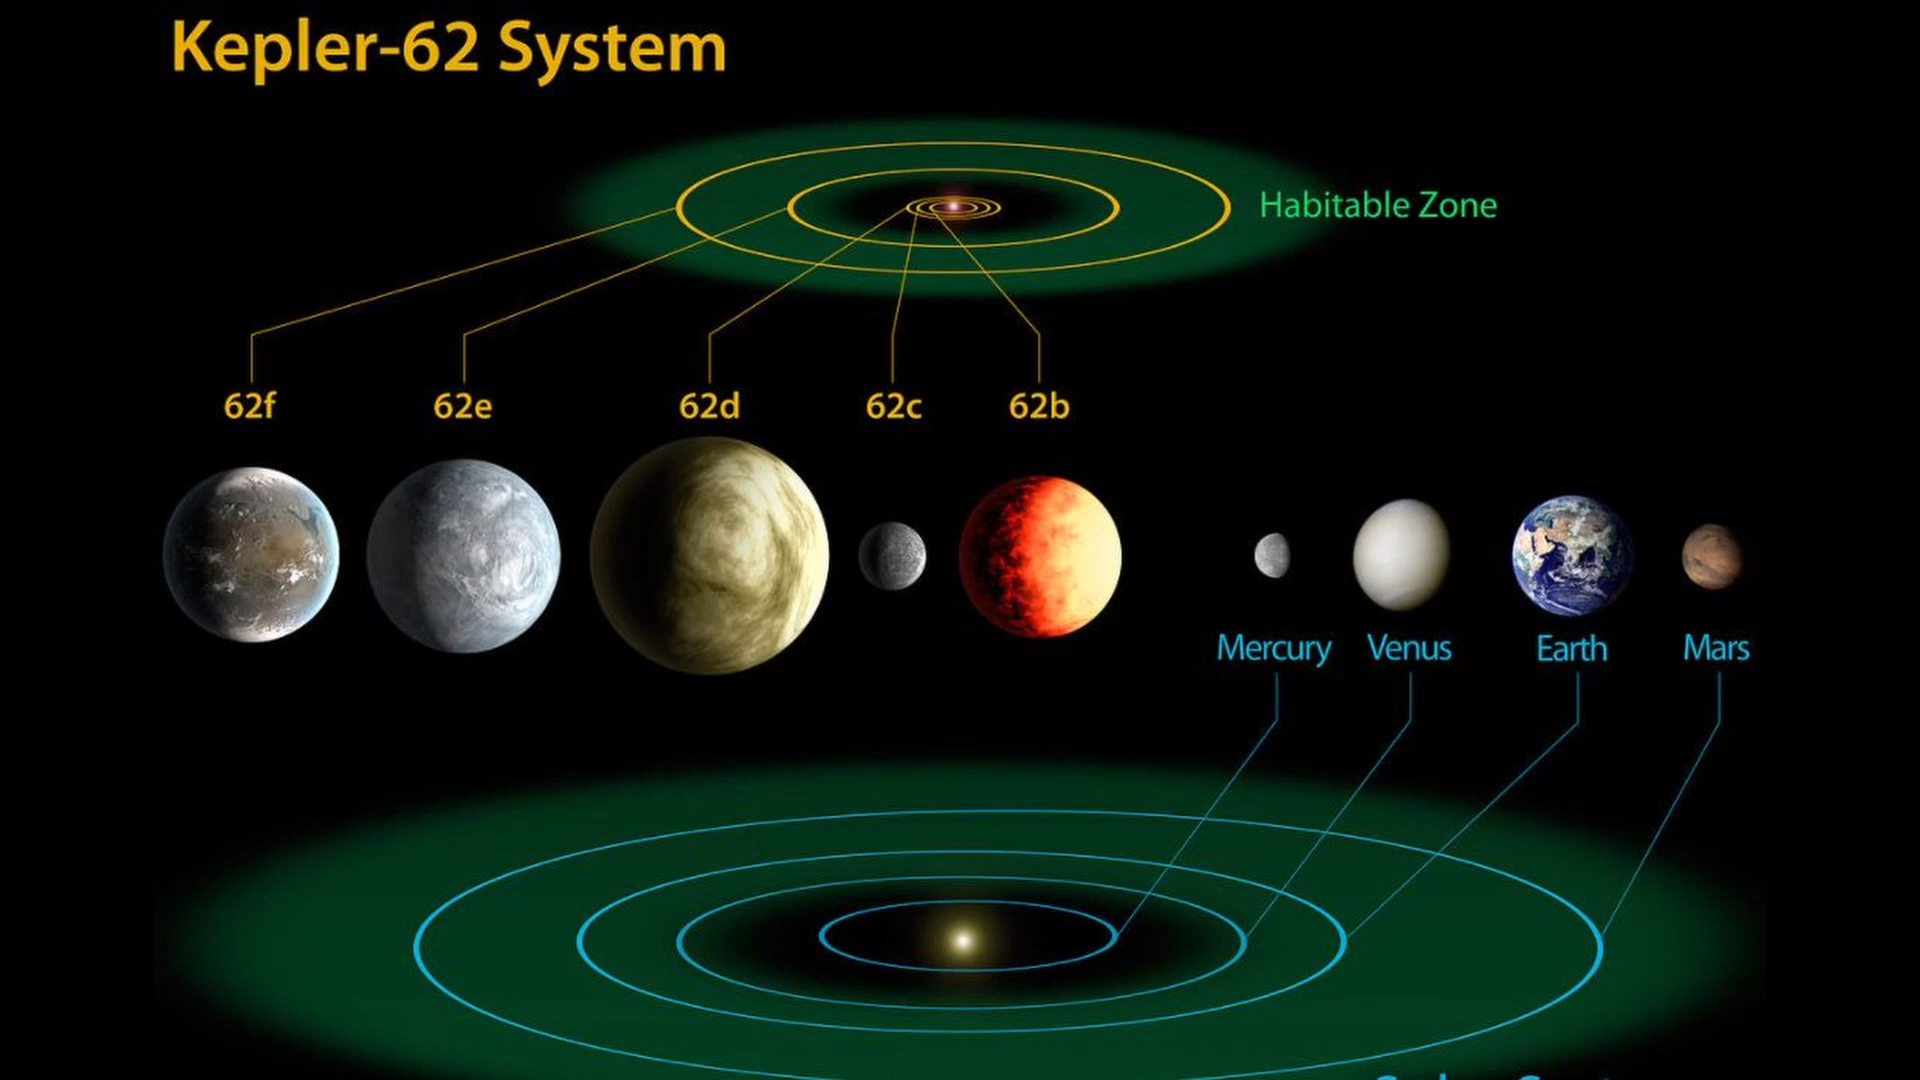 Kepler-62 System
Habitable Zone
62f 62e 62d 62c 62b
Mercury Venus Earth Mars